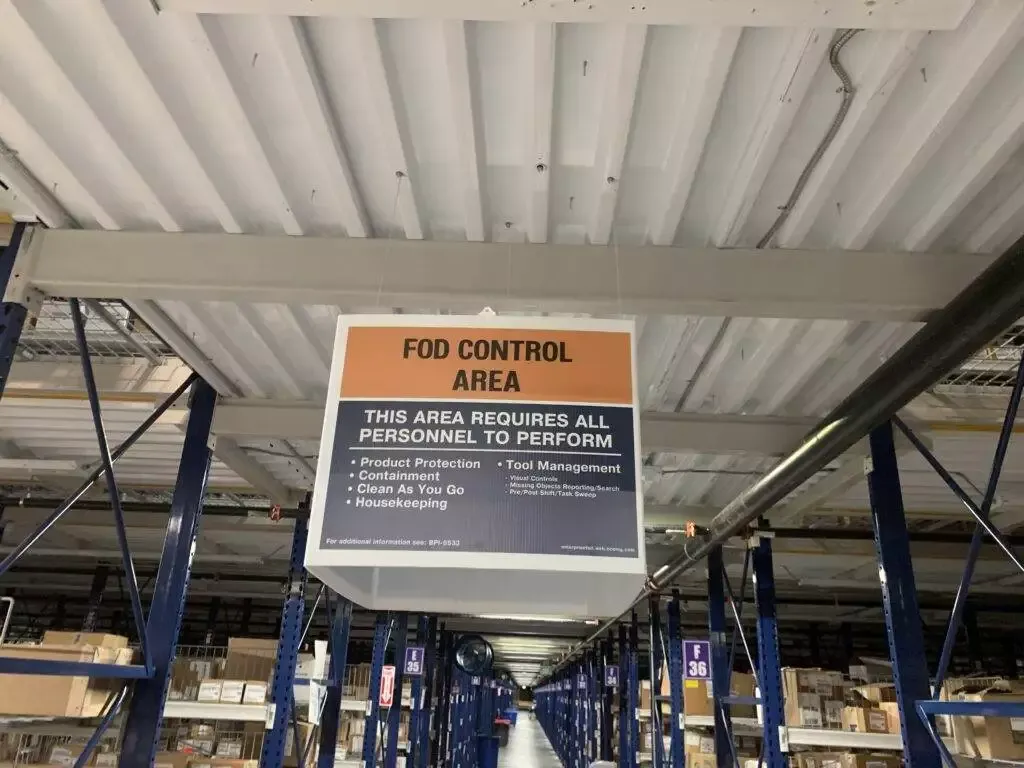 FOD CONTROL
AREA
THIS AREA REQUIRES ALL
PERSONNEL TO PERFORM
• Product Protection
• Containment
• Clean As You Go
• Housekeeping
• Tool Management
- Visual Controls
- Missing Objects Reporting/Search
- Pre/Post Shift/Task Sweep
For additional information see: BPI-6533
E
35
F
36
34